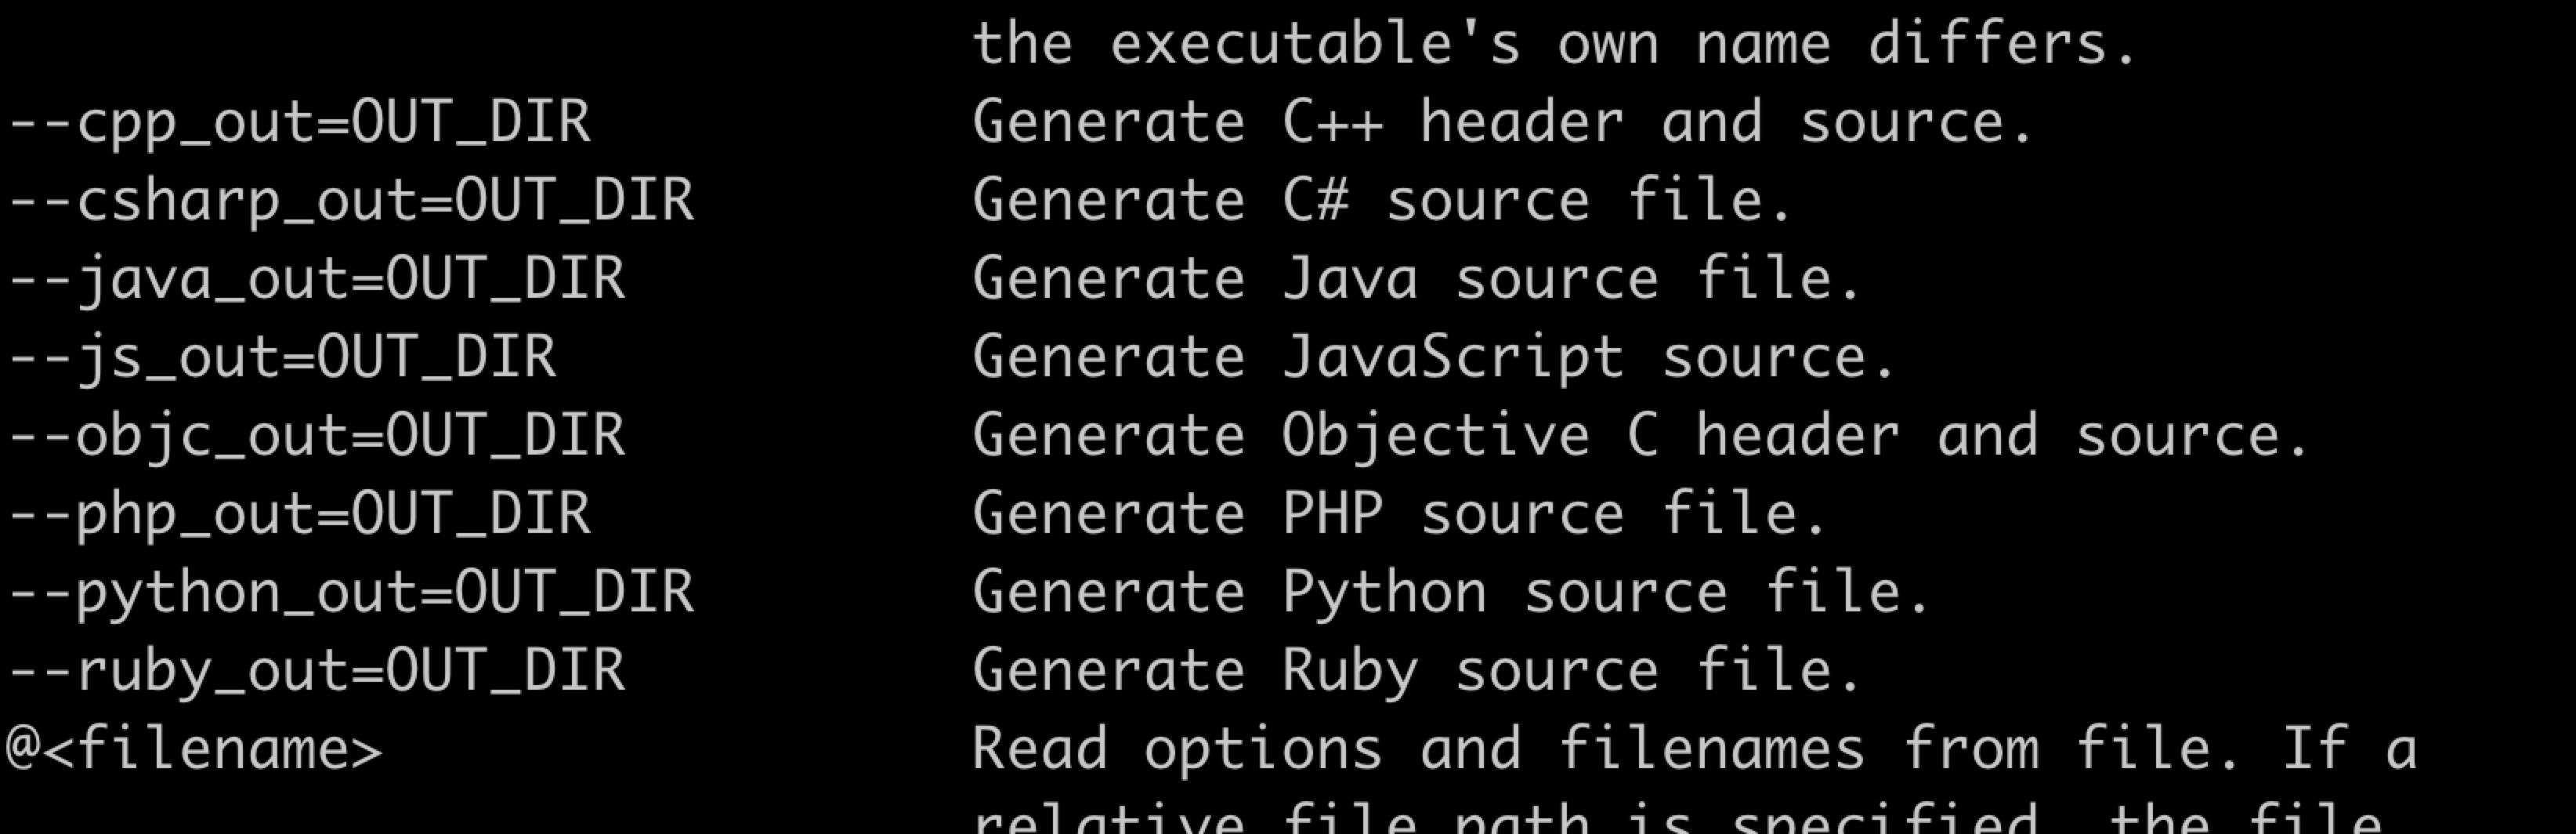 the executable's own name differs.
--cpp_out=OUT_DIR Generate C++ header and source.
--csharp_out=OUT_DIR Generate C# source file.
--java_out=OUT_DIR Generate Java source file.
--js_out=OUT_DIR Generate JavaScript source.
--objc_out=OUT_DIR Generate Objective C header and source.
--php_out=OUT_DIR Generate PHP source file.
--python_out=OUT_DIR Generate Python source file.
--ruby_out=OUT_DIR Generate Ruby source file.
@<filename> Read options and filenames from file. If a
relative file path is specified, the file